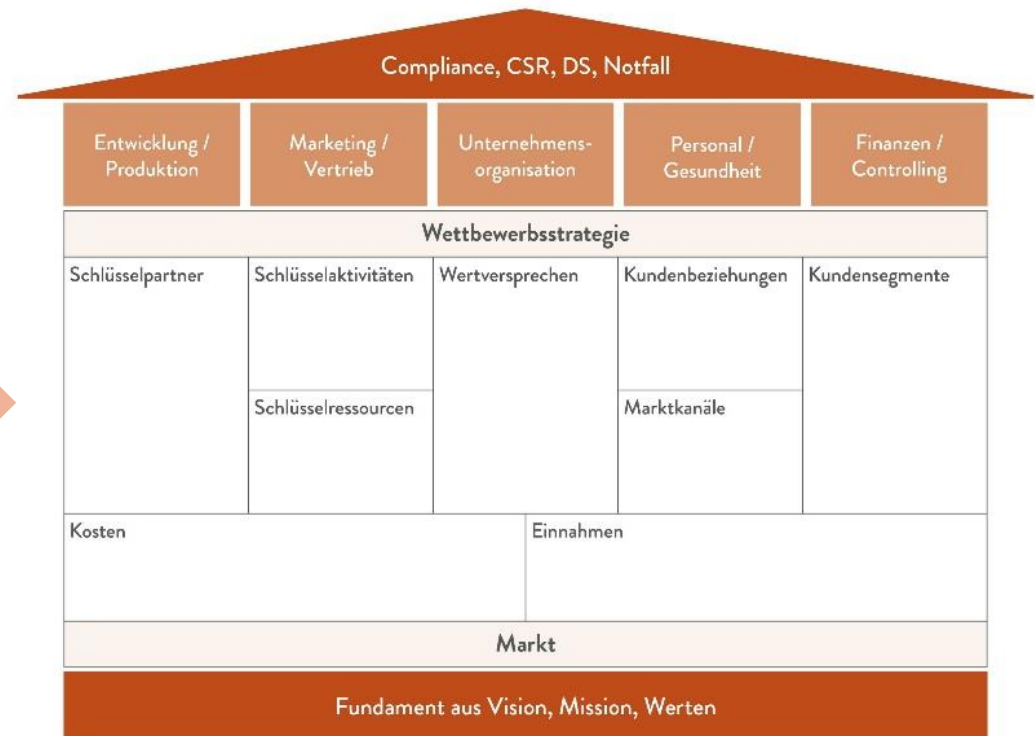 Compliance, CSR, DS, Notfall
Entwicklung /
Produktion
Marketing /
Vertrieb
Unternehmens-
organisation
Personal /
Gesundheit
Finanzen /
Controlling
Wettbewerbsstrategie
Schlüsselpartner
Schlüsselaktivitäten
Wertversprechen
Kundenbeziehungen
Kundensegmente
Schlüsselressourcen
Marktkanäle
Kosten
Einnahmen
Markt
Fundament aus Vision, Mission, Werten